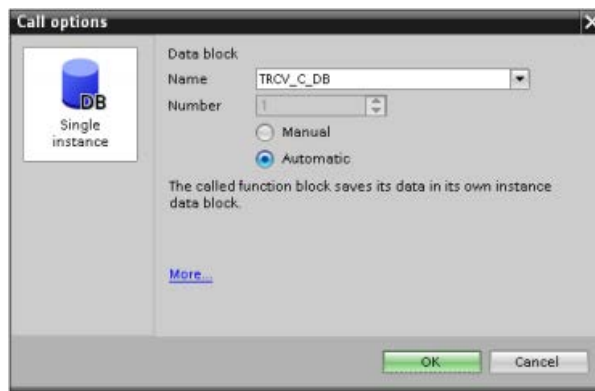 Call options
DB
Single
instance
Data block
Name
TRCV_C_DB
Number
1
Manual
Automatic
The called function block saves its data in its own instance
data block.
More...
OK
Cancel